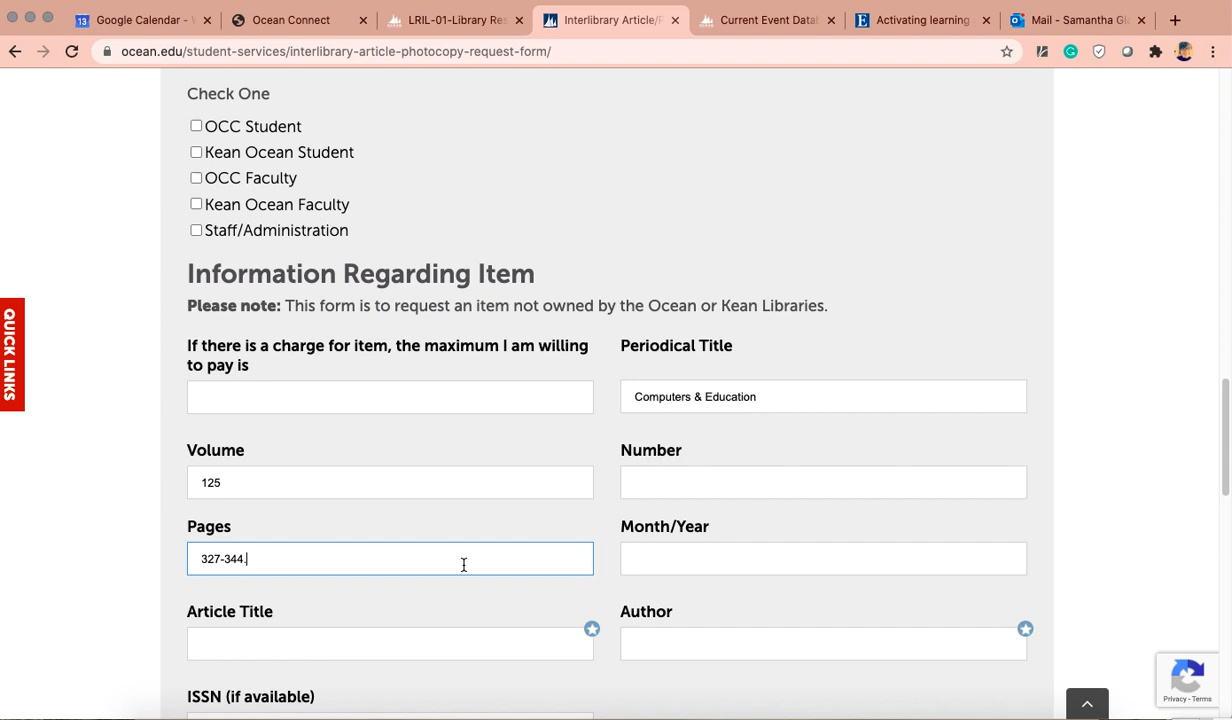 Google Calendar -
Ocean Connect
LRIL-01-Library Res
Interlibrary Article/P
Current Event Datab
Activating learning
Mail - Samantha Gl
ocean.edu/student-services/interlibrary-article-photocopy-request-form/
Check One
OCC Student
Kean Ocean Student
OCC Faculty
Kean Ocean Faculty
Staff/Administration
QUICK LINKS
Information Regarding Item
Please note: This form is to request an item not owned by the Ocean or Kean Libraries.
If there is a charge for item, the maximum I am willing
to pay is
Periodical Title
Computers & Education
Volume
Number
125
Pages
Month/Year
327-344.
Article Title
Author
ISSN (if available)
Privacy - Terms